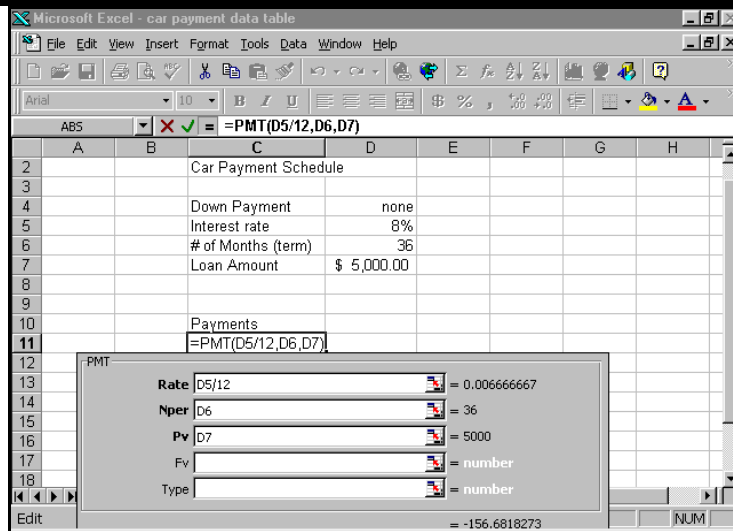 Microsoft Excel - car payment data table
File Edit View Insert Format Tools Data Window Help
Arial 10 B I U $ % ,
ABS = =PMT(D5/12,D6,D7)
A B C D E F G H
2 Car Payment Schedule
3
4 Down Payment none
5 Interest rate 8%
6 # of Months (term) 36
7 Loan Amount $ 5,000.00
8
9
10 Payments
11 =PMT(D5/12,D6,D7)
12 PMT
13 Rate D5/12 = 0.006666667
14 Nper D6 = 36
15
16 Pv D7 = 5000
17 Fv = number
18 Type = number
Edit = -156.6818273 NUM